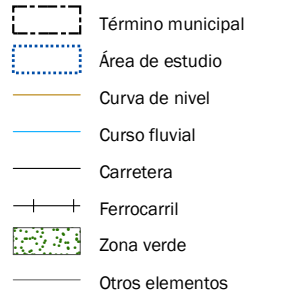 Término municipal
Área de estudio
Curva de nivel
Curso fluvial
Carretera
Ferrocarril
Zona verde
Otros elementos